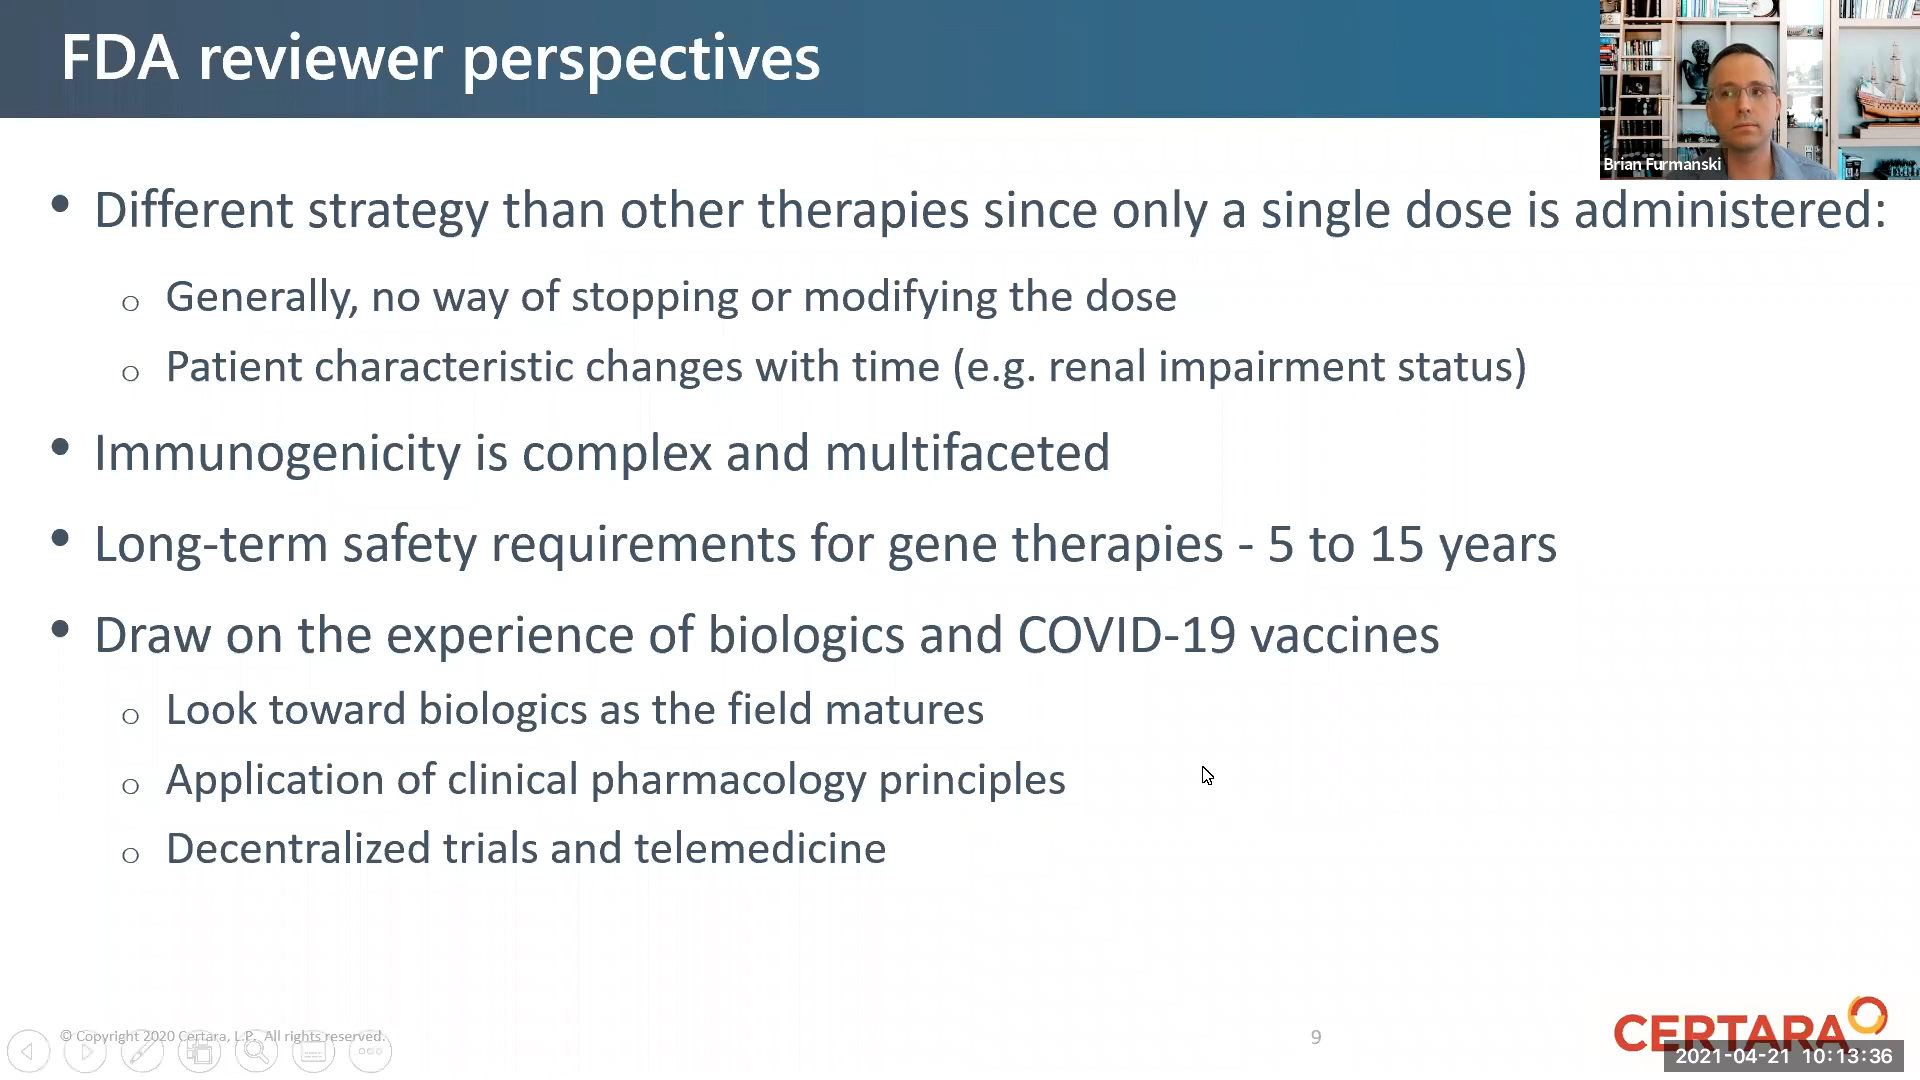 FDA reviewer perspectives
Brian Furmanski
• Different strategy than other therapies since only a single dose is administered:
o Generally, no way of stopping or modifying the dose
o Patient characteristic changes with time (e.g. renal impairment status)
• Immunogenicity is complex and multifaceted
• Long-term safety requirements for gene therapies - 5 to 15 years
• Draw on the experience of biologics and COVID-19 vaccines
o Look toward biologics as the field matures
o Application of clinical pharmacology principles
o Decentralized trials and telemedicine
© Copyright 2020 Certara, L.P. All rights reserved.
9
CERTARA
2021-04-21 10:13:36